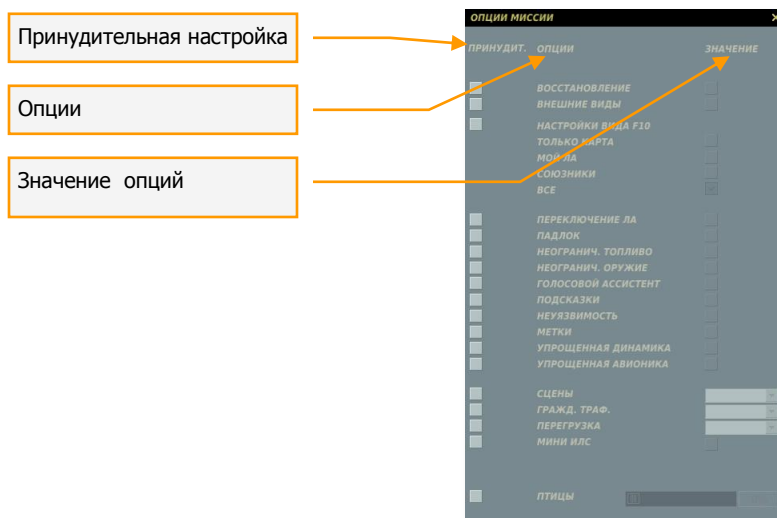 Принудительная настройка
Опции
Значение опций
ОПЦИИ МИССИИ
ПРИНУДИТ. ОПЦИИ ЗНАЧЕНИЕ
ВОССТАНОВЛЕНИЕ
ВНЕШНИЕ ВИДЫ
НАСТРОЙКИ ВИДА F10
ТОЛЬКО КАРТА
МОЙ ЛА
СОЮЗНИКИ
ВСЕ
ПЕРЕКЛЮЧЕНИЕ ЛА
ПАДЛОК
НЕОГРАНИЧ. ТОПЛИВО
НЕОГРАНИЧ. ОРУЖИЕ
ГОЛОСОВОЙ АССИСТЕНТ
ПОДСКАЗКИ
НЕУЯЗВИМОСТЬ
МЕТКИ
УПРОЩЕННАЯ ДИНАМИКА
УПРОЩЕННАЯ АВИОНИКА
СЦЕНЫ
ГРАЖД. ТРАФ.
ПЕРЕГРУЗКА
МИНИ ИЛС
ПТИЦЫ